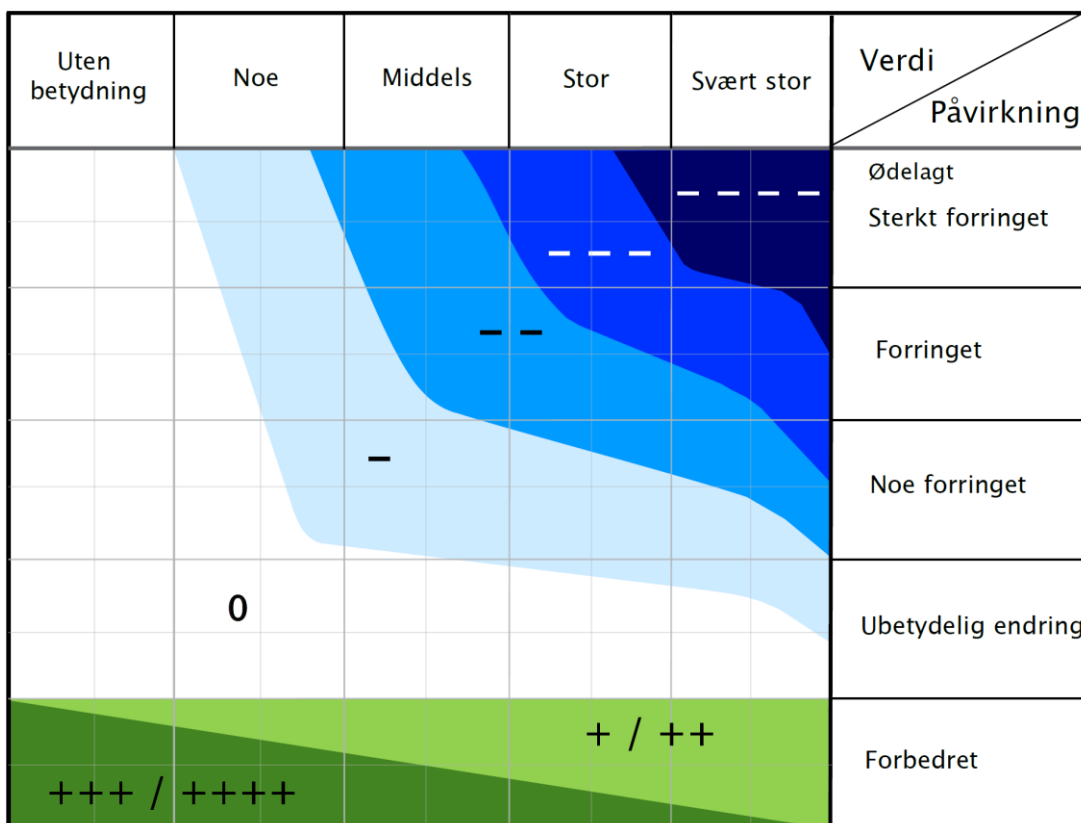 Uten
betydning
Noe
Middels
Stor
Svært stor
Verdi
Påvirkning
Ødelagt
Sterkt forringet
– – – –
– – –
– –
Forringet
–
Noe forringet
0
Ubetydelig endring
+ / ++
Forbedret
+++ / ++++